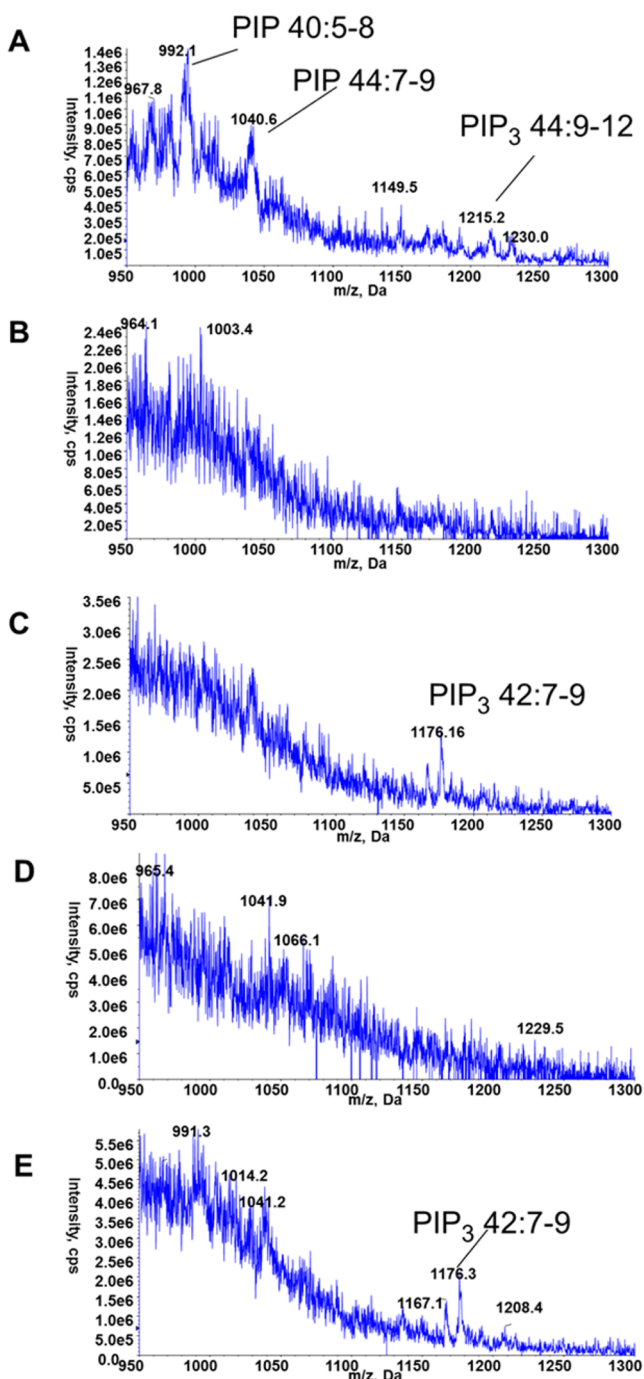 A
PIP 40:5-8
PIP 44:7-9
PIP3 44:9-12
992.1
967.8
1040.6
1149.5
1215.2
1230.0
Intensity, cps
1.4e6
1.3e6
1.2e6
1.1e6
1.0e6
9.0e5
8.0e5
7.0e5
6.0e5
5.0e5
4.0e5
3.0e5
2.0e5
1.0e5
950 1000 1050 1100 1150 1200 1250 1300
m/z, Da
B
964.1
1003.4
Intensity, cps
2.4e6
2.2e6
2.0e6
1.8e6
1.6e6
1.4e6
1.2e6
1.0e6
8.0e5
6.0e5
4.0e5
2.0e5
950 1000 1050 1100 1150 1200 1250 1300
m/z, Da
C
PIP3 42:7-9
1176.16
Intensity, cps
3.5e6
3.0e6
2.5e6
2.0e6
1.5e6
1.0e6
5.0e5
950 1000 1050 1100 1150 1200 1250 1300
m/z, Da
D
965.4
1041.9
1066.1
1229.5
Intensity, cps
8.0e6
7.0e6
6.0e6
5.0e6
4.0e6
3.0e6
2.0e6
1.0e6
0.0
950 1000 1050 1100 1150 1200 1250 1300
m/z, Da
E
991.3
1014.2
1041.2
PIP3 42:7-9
1176.3
1167.1
1208.4
Intensity, cps
5.5e6
5.0e6
4.5e6
4.0e6
3.5e6
3.0e6
2.5e6
2.0e6
1.5e6
1.0e6
5.0e5
0.0
950 1000 1050 1100 1150 1200 1250 1300
m/z, Da